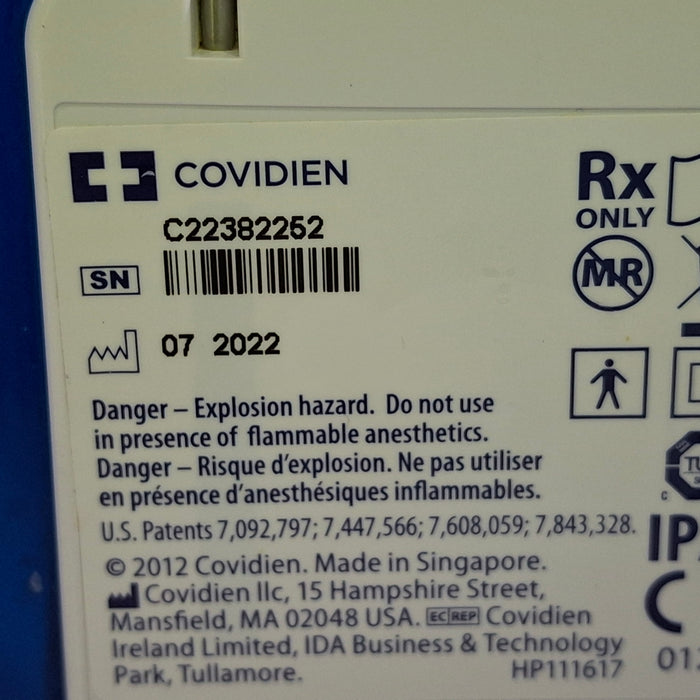 COVIDIEN
Rx
ONLY
C22382252
SN
MR
07 2022
Danger – Explosion hazard. Do not use
in presence of flammable anesthetics.
Danger – Risque d'explosion. Ne pas utiliser
en présence d'anesthésiques inflammables.
U.S. Patents 7,092,797; 7,447,566; 7,608,059; 7,843,328.
© 2012 Covidien. Made in Singapore.
Covidien llc, 15 Hampshire Street,
Mansfield, MA 02048 USA. EC REP Covidien
Ireland Limited, IDA Business & Technology
Park, Tullamore.
HP111617